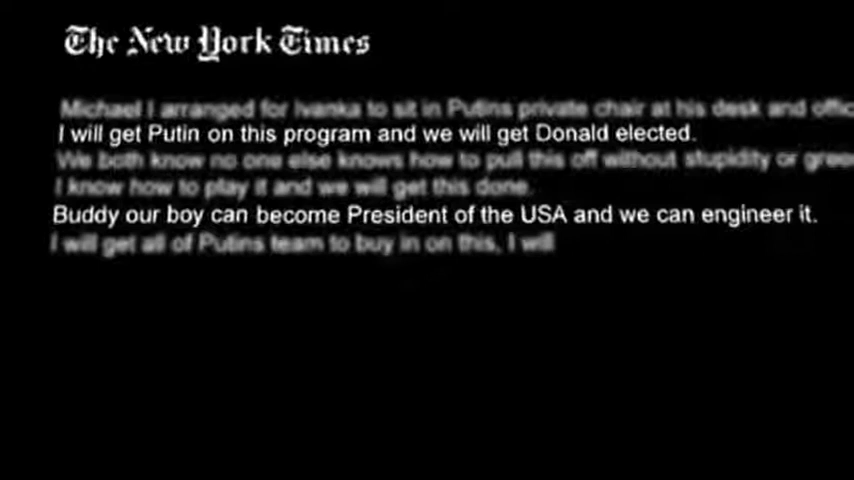 The New York Times
Michael I arranged for Ivanka to sit in Putins private chair at his desk and offic
I will get Putin on this program and we will get Donald elected.
We both know no one else knows how to pull this off without stupidity or gree
I know how to play it and we will get this done.
Buddy our boy can become President of the USA and we can engineer it.
I will get all of Putins team to buy in on this, I will